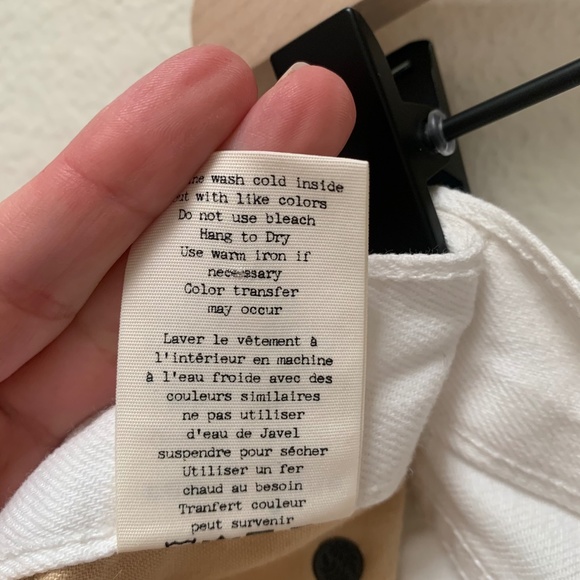 wash cold inside
with like colors
Do not use bleach
Hang to Dry
Use warm iron if
necessary
Color transfer
may occur
Laver le vêtement à
l'intérieur en machine
à l'eau froide avec des
couleurs similaires
ne pas utiliser
d'eau de Javel
suspendre pour sécher
Utiliser un fer
chaud au besoin
Tranfert couleur
peut survenir